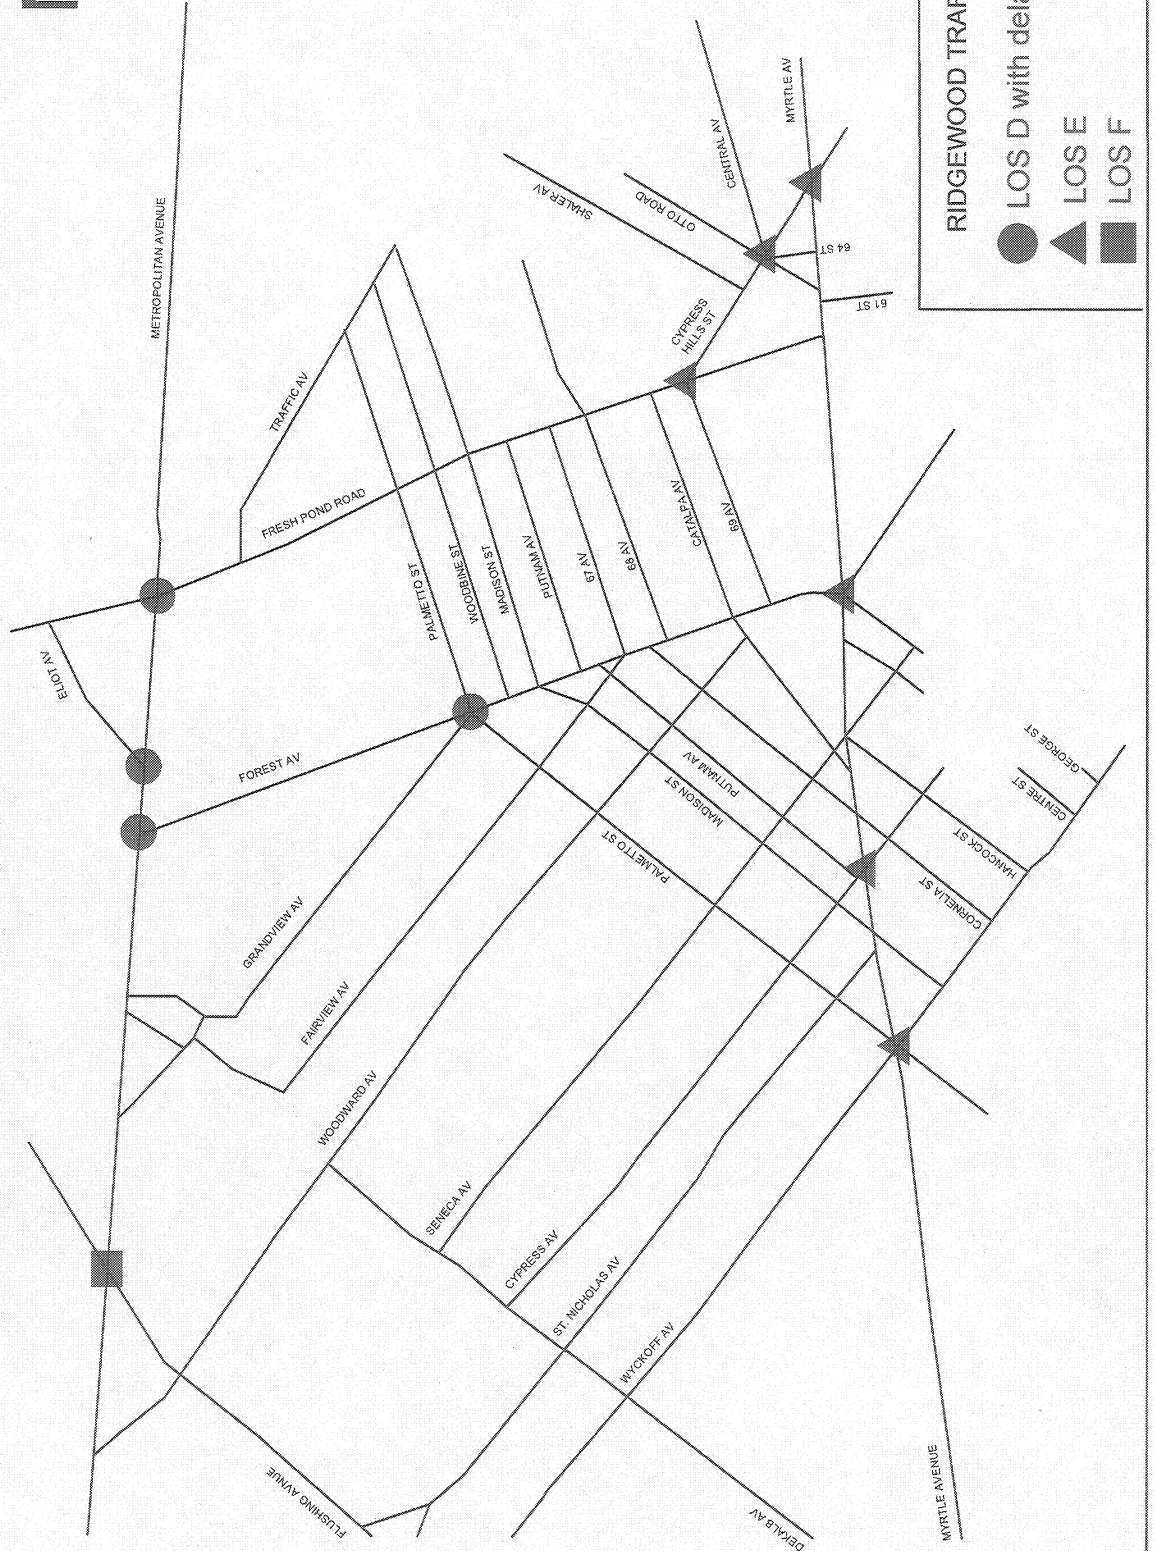 METROPOLITAN AVENUE
ELIOT AV
TRAFFIC AV
FRESH POND ROAD
FOREST AV
PALMETTO ST
WOODBINE ST
MADISON ST
PUTNAM AV
67 AV
68 AV
CATALPA AV
69 AV
SHALER AV
OTTO ROAD
CENTRAL AV
MYRTLE AV
CYPRESS
HILLS ST
64 ST
61 ST
GRANDVIEW AV
FAIRVIEW AV
WOODWARD AV
SENECA AV
CYPRESS AV
ST. NICHOLAS AV
WYCKOFF AV
PALMETTO ST
MADISON ST
PUTNAM AV
CORNELIA ST
HANCOCK ST
CENTRE ST
GEORGE ST
FLUSHING AVNUE
DEKALB AV
MYRTLE AVENUE
RIDGEWOOD TRAF
LOS D with dela
LOS E
LOS F